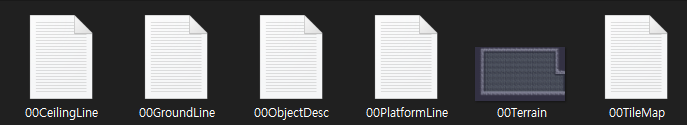 00CeilingLine
00GroundLine
00ObjectDesc
00PlatformLine
00Terrain
00TileMap